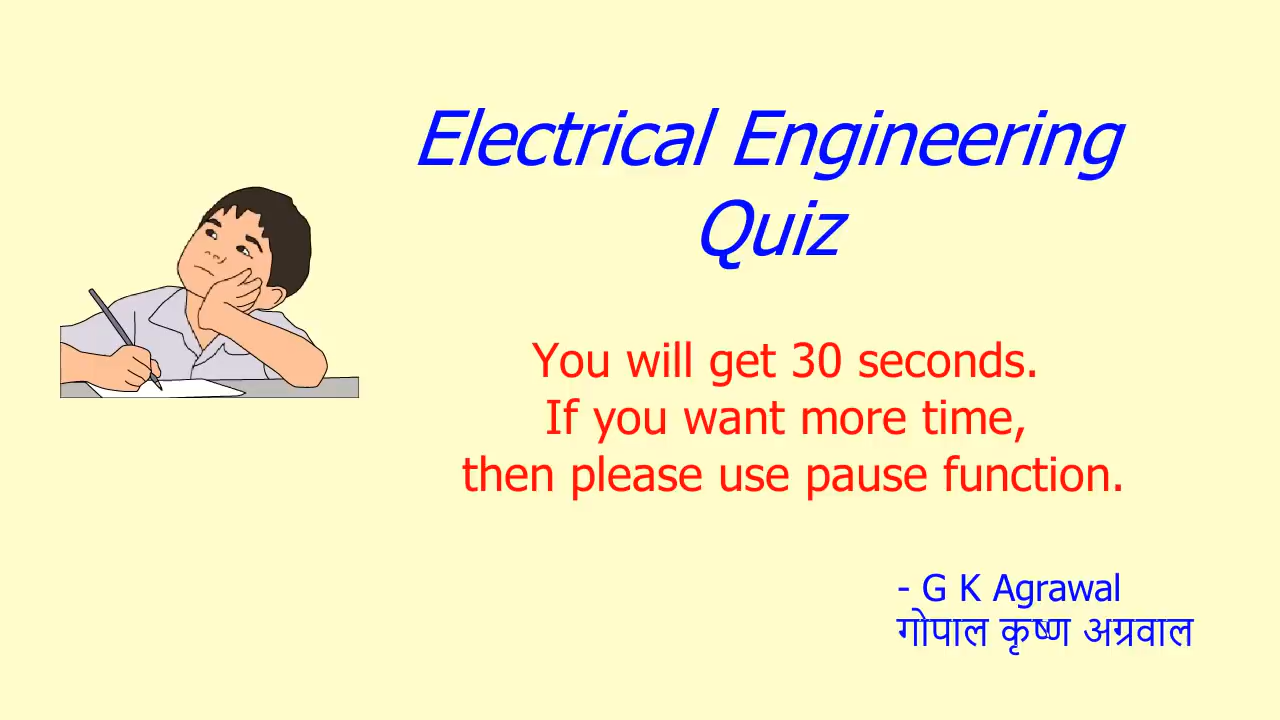 Electrical Engineering
Quiz
You will get 30 seconds.
If you want more time,
then please use pause function.
- G K Agrawal
गोपाल कृष्ण अग्रवाल